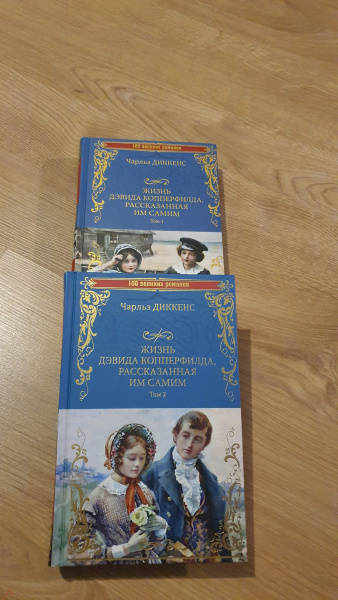 100 великих романов
Чарльз ДИККЕНС
ЖИЗНЬ
ДЭВИДА КОППЕРФИЛДА,
РАССКАЗАННАЯ
ИМ САМИМ
Том 1
100 великих романов
Чарльз ДИККЕНС
ЖИЗНЬ
ДЭВИДА КОППЕРФИЛДА,
РАССКАЗАННАЯ
ИМ САМИМ
Том 2